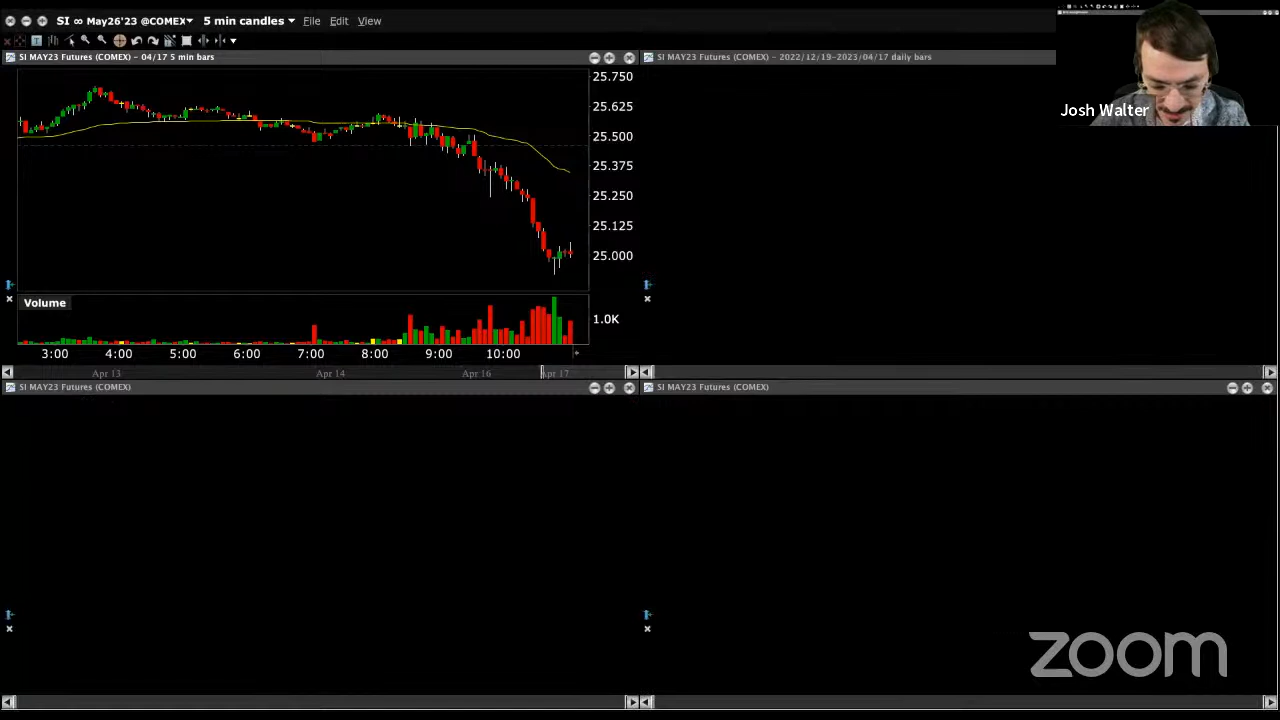 SI ∞ May26'23 @COMEX 5 min candles File Edit View
SI MAY23 Futures (COMEX) - 04/17 5 min bars
25.750
25.625
25.500
25.375
25.250
25.125
25.000
Volume
1.0K
3:00 4:00 5:00 6:00 7:00 8:00 9:00 10:00
Apr 13 Apr 14 Apr 16 Apr 17
SI MAY23 Futures (COMEX) - 2022/12/19-2023/04/17 daily bars
Josh Walter
SI MAY23 Futures (COMEX)
SI MAY23 Futures (COMEX)
zoom